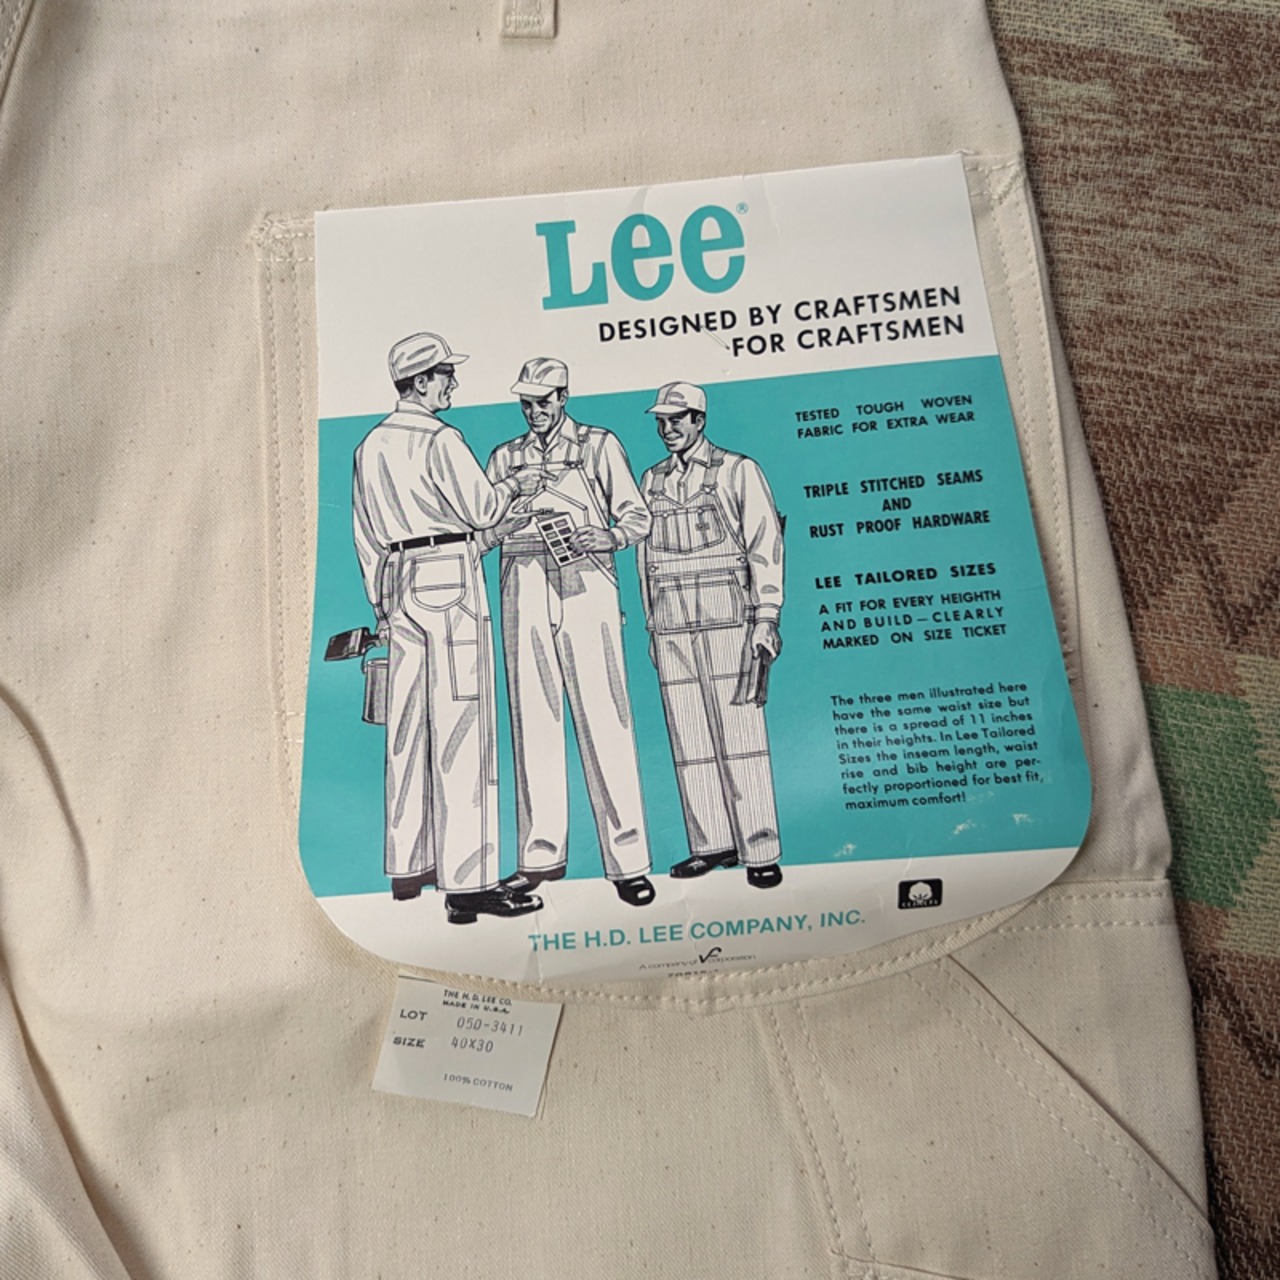 Lee®
DESIGNED BY CRAFTSMEN
FOR CRAFTSMEN
TESTED TOUGH WOVEN
FABRIC FOR EXTRA WEAR
TRIPLE STITCHED SEAMS
AND
RUST PROOF HARDWARE
LEE TAILORED SIZES
A FIT FOR EVERY HEIGHTH
AND BUILD — CLEARLY
MARKED ON SIZE TICKET
The three men illustrated here
have the same waist size but
there is a spread of 11 inches
in their heights. In Lee Tailored
Sizes the inseam length, waist
rise and bib height are per-
fectly proportioned for best fit,
maximum comfort!
THE H.D. LEE COMPANY, INC.
A company of VF corporation
THE H. D. LEE CO.
MADE IN U.S.A.
LOT 050-3411
SIZE 40X30
100% COTTON